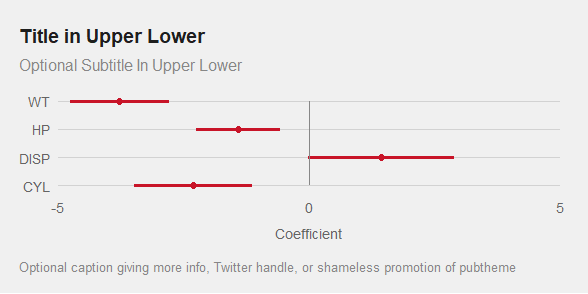 Title in Upper Lower
Optional Subtitle In Upper Lower
WT
HP
DISP
CYL
-5 0 5
Coefficient
Optional caption giving more info, Twitter handle, or shameless promotion of pubtheme